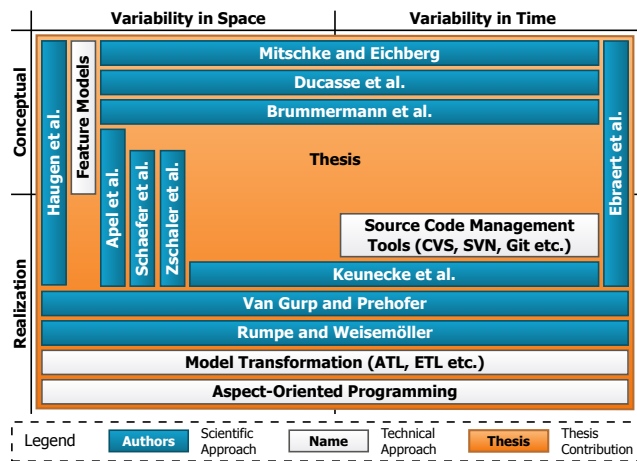 Variability in Space
Variability in Time
Conceptual
Realization
Haugen et al.
Feature Models
Mitschke and Eichberg
Ducasse et al.
Brummermann et al.
Ebraert et al.
Apel et al.
Schaefer et al.
Zschaler et al.
Thesis
Source Code Management
Tools (CVS, SVN, Git etc.)
Keunecke et al.
Van Gurp and Prehofer
Rumpe and Weisemöller
Model Transformation (ATL, ETL etc.)
Aspect-Oriented Programming
Legend
Authors
Scientific
Approach
Name
Technical
Approach
Thesis
Thesis
Contribution